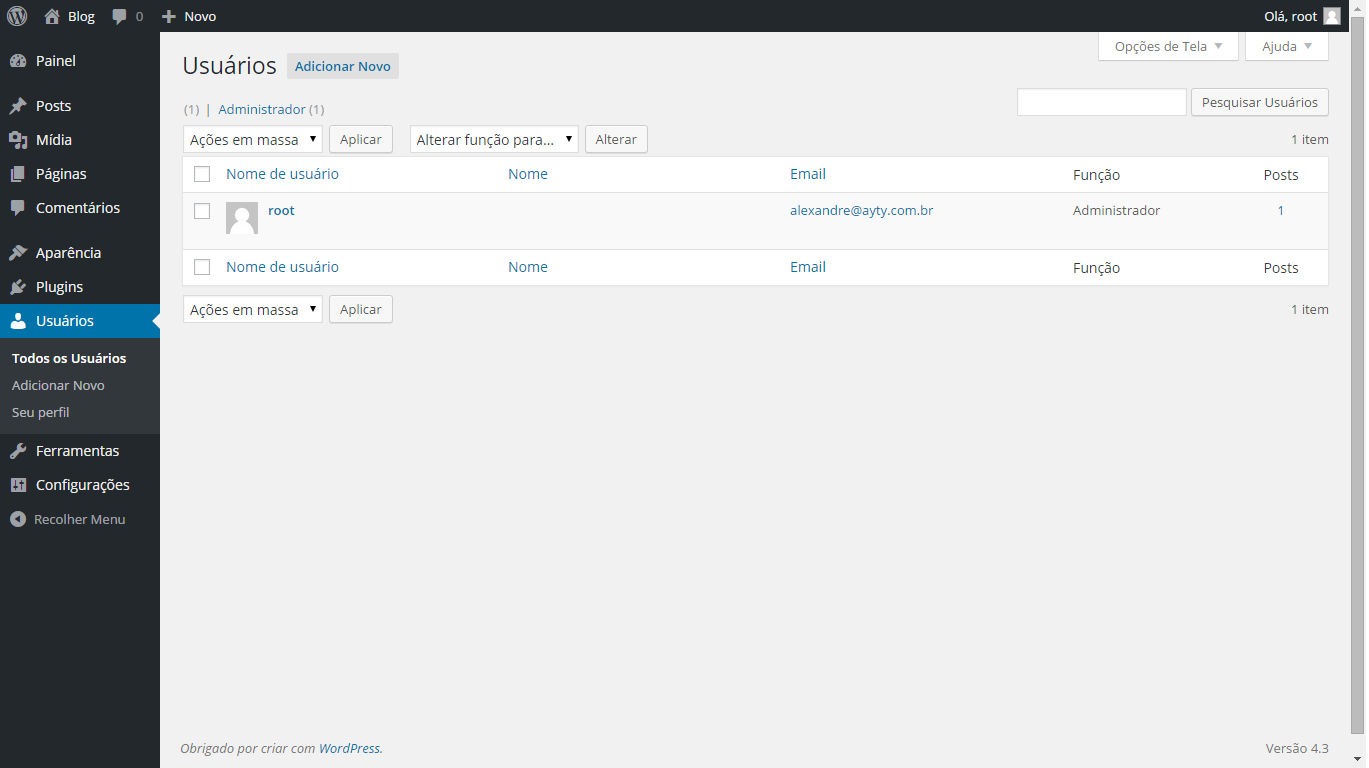 Blog 0 Novo Olá, root
Painel
Posts
Mídia
Páginas
Comentários
Aparência
Plugins
Usuários
Todos os Usuários
Adicionar Novo
Seu perfil
Ferramentas
Configurações
Recolher Menu
Opções de Tela Ajuda
Usuários Adicionar Novo
(1) | Administrador (1) Pesquisar Usuários
Ações em massa Aplicar Alterar função para... Alterar 1 item
Nome de usuário Nome Email Função Posts
root alexandre@ayty.com.br Administrador 1
Nome de usuário Nome Email Função Posts
Ações em massa Aplicar 1 item
Obrigado por criar com WordPress. Versão 4.3